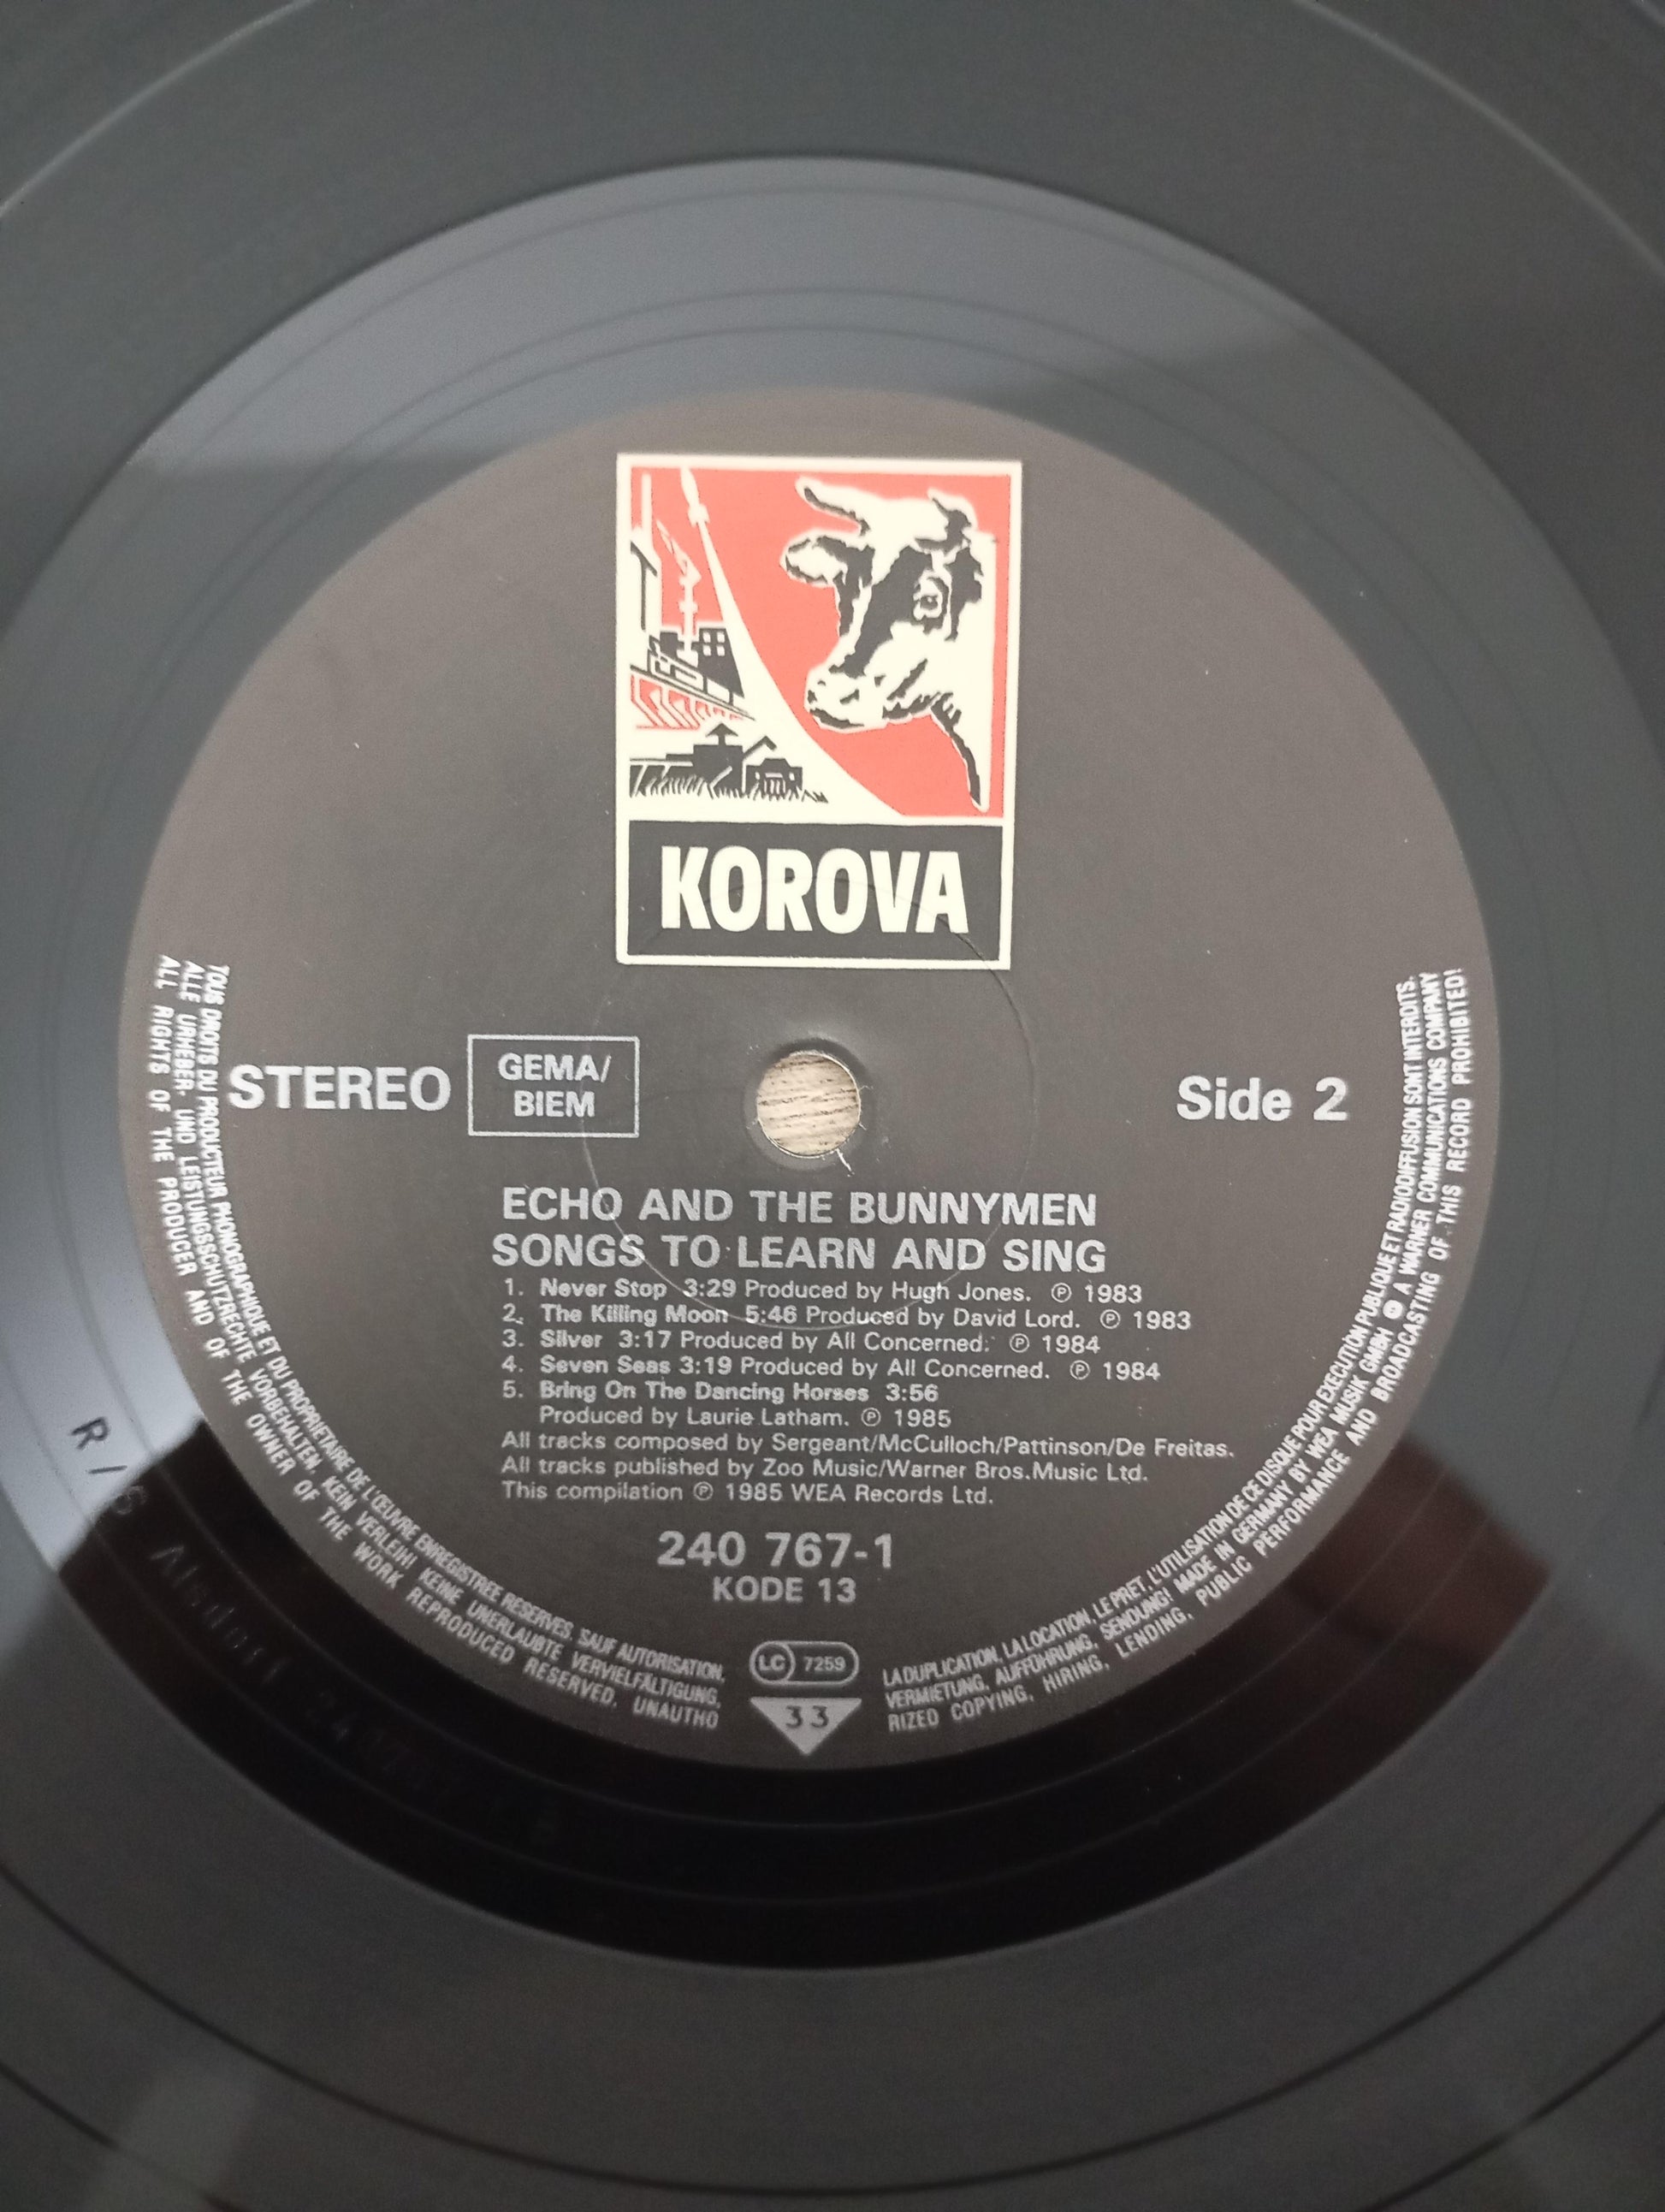 KOROVA
STEREO
GEMA/
BIEM
Side 2
ECHO AND THE BUNNYMEN
SONGS TO LEARN AND SING
1. Never Stop 3:29 Produced by Hugh Jones. Ⓟ 1983
2. The Killing Moon 5:46 Produced by David Lord. Ⓟ 1983
3. Silver 3:17 Produced by All Concerned. Ⓟ 1984
4. Seven Seas 3:19 Produced by All Concerned. Ⓟ 1984
5. Bring On The Dancing Horses 3:56
Produced by Laurie Latham. Ⓟ 1985
All tracks composed by Sergeant/McCulloch/Pattinson/De Freitas.
All tracks published by Zoo Music/Warner Bros.Music Ltd.
This compilation Ⓟ 1985 WEA Records Ltd.
240 767-1
KODE 13
LC 7259
33
TOUS DROITS DU PRODUCTEUR PHONOGRAPHIQUE ET DU PROPRIETAIRE DE L'ŒUVRE ENREGISTREE RESERVES. SAUF AUTORISATION, LA DUPLICATION, LA LOCATION, LE PRET, L'UTILISATION DE CE DISQUE POUR EXECUTION PUBLIQUE ET RADIODIFFUSION SONT INTERDITS.
ALLE URHEBER- UND LEISTUNGSSCHUTZRECHTE VORBEHALTEN. KEIN VERLEIH! KEINE UNERLAUBTE VERVIELFÄLTIGUNG, VERMIETUNG, AUFFÜHRUNG, SENDUNG! MADE IN GERMANY BY WEA MUSIK GMBH A WARNER COMMUNICATIONS COMPANY
ALL RIGHTS OF THE PRODUCER AND OF THE OWNER OF THE WORK REPRODUCED RESERVED. UNAUTHORIZED COPYING, HIRING, LENDING, PUBLIC PERFORMANCE AND BROADCASTING OF THIS RECORD PROHIBITED!
R/S Alsdorf